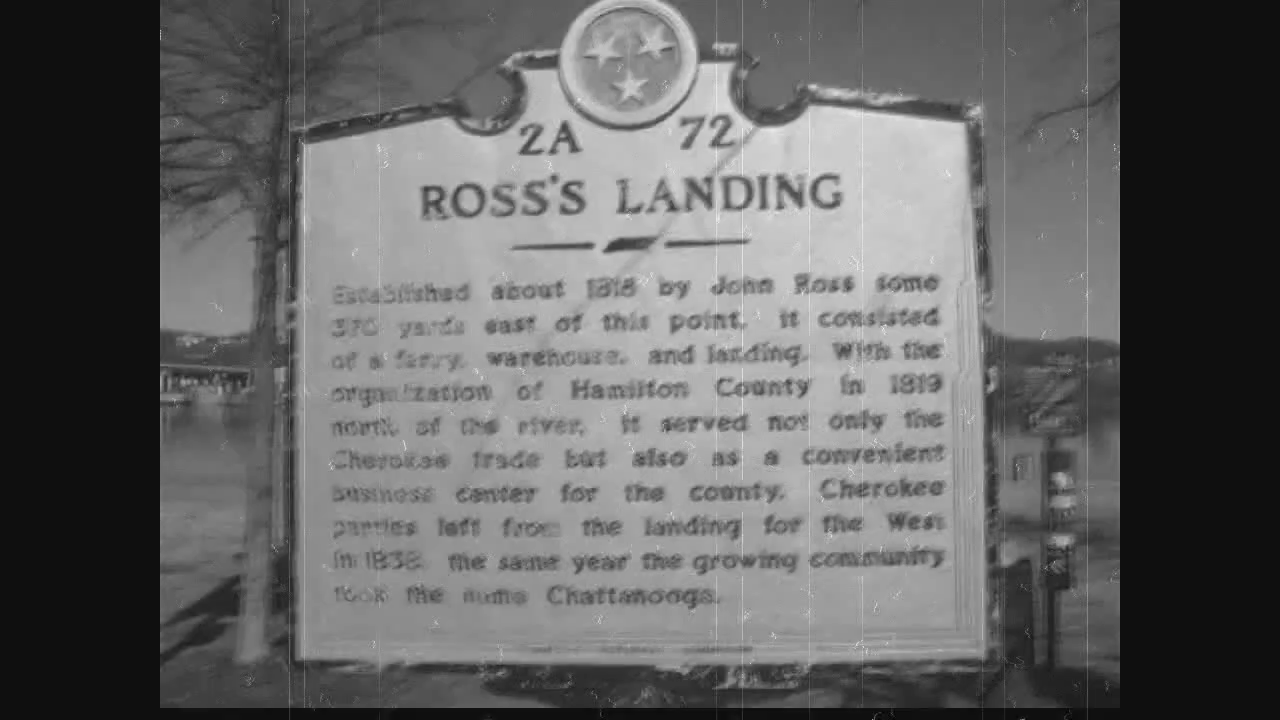 2A 72
ROSS'S LANDING
Established about 1816 by John Ross some
370 yards east of this point, it consisted
of a ferry, warehouse, and landing. With the
organization of Hamilton County in 1819
north of the river, it served not only the
Cherokee trade but also as a convenient
business center for the county. Cherokee
parties left from the landing for the West
in 1838, the same year the growing community
took the name Chattanooga.